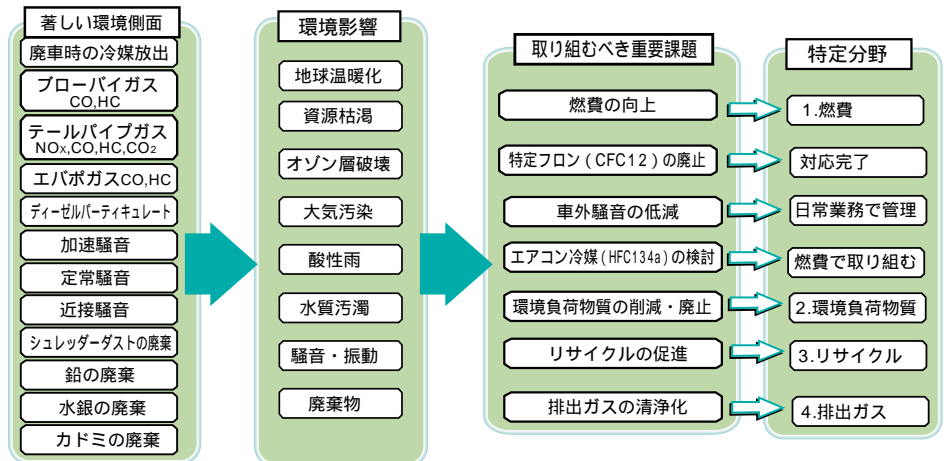 著しい環境側面
廃車時の冷媒放出
ブローバイガス
CO,HC
テールパイプガス
NOx,CO,HC,CO2
エバポガスCO,HC
ディーゼルパーティキュレート
加速騒音
定常騒音
近接騒音
シュレッダーダストの廃棄
鉛の廃棄
水銀の廃棄
カドミの廃棄
環境影響
地球温暖化
資源枯渇
オゾン層破壊
大気汚染
酸性雨
水質汚濁
騒音・振動
廃棄物
取り組むべき重要課題
燃費の向上
特定フロン(CFC12)の廃止
車外騒音の低減
エアコン冷媒(HFC134a)の検討
環境負荷物質の削減・廃止
リサイクルの促進
排出ガスの清浄化
特定分野
1.燃費
対応完了
日常業務で管理
燃費で取り組む
2.環境負荷物質
3.リサイクル
4.排出ガス